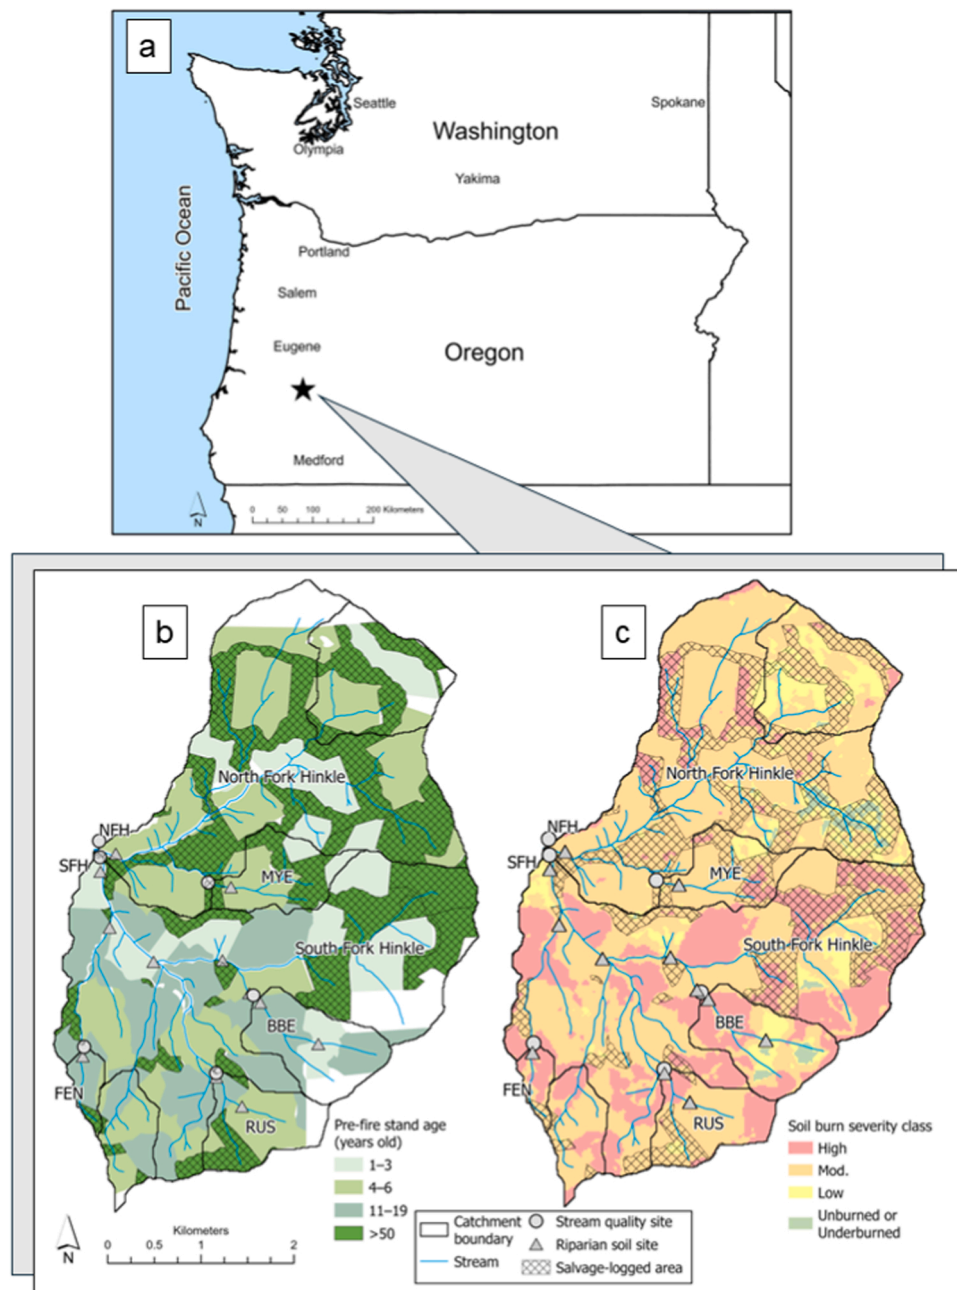 a
Seattle
Spokane
Washington
Olympia
Yakima
Pacific Ocean
Portland
Salem
Eugene
Oregon
Medford
N
0 50 100 200 Kilometers
b
c
North Fork Hinkle
NFH
SFH
MYE
South Fork Hinkle
BBE
FEN
RUS
North Fork Hinkle
NFH
SFH
MYE
South Fork Hinkle
BBE
FEN
RUS
Pre-fire stand age
(years old)
1–3
4–6
11–19
>50
Soil burn severity class
High
Mod.
Low
Unburned or
Underburned
N
Kilometers
0 0.5 1 2
Catchment
boundary
Stream
Stream quality site
Riparian soil site
Salvage-logged area